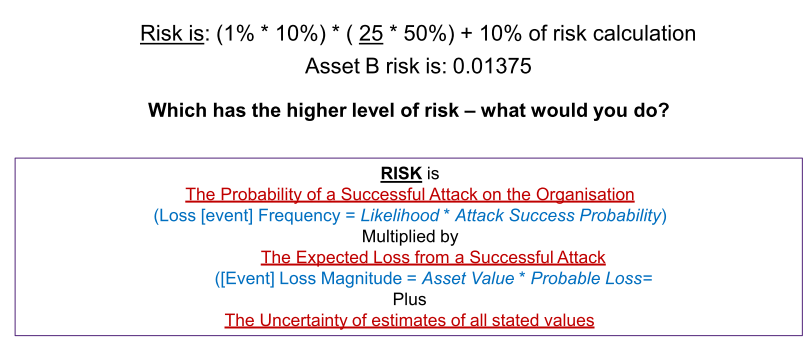 Risk is: (1% * 10%) * ( 25 * 50%) + 10% of risk calculation
Asset B risk is: 0.01375
Which has the higher level of risk – what would you do?
RISK is
The Probability of a Successful Attack on the Organisation
(Loss [event] Frequency = Likelihood * Attack Success Probability)
Multiplied by
The Expected Loss from a Successful Attack
([Event] Loss Magnitude = Asset Value * Probable Loss=
Plus
The Uncertainty of estimates of all stated values